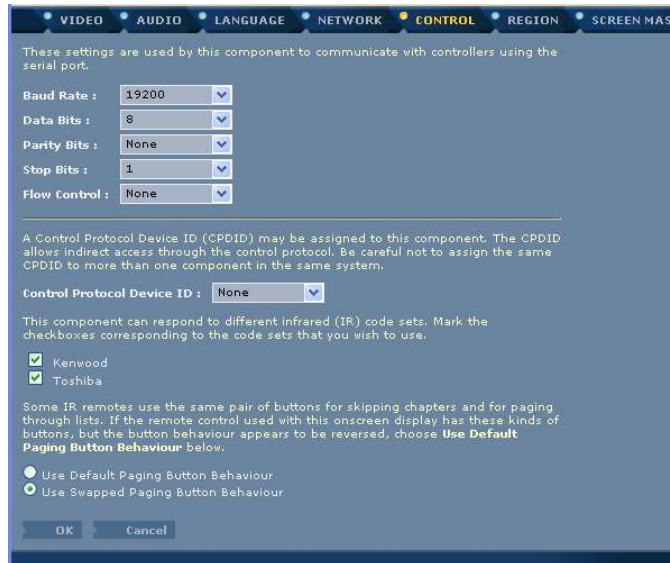 VIDEO AUDIO LANGUAGE NETWORK CONTROL REGION SCREEN MAS
These settings are used by this component to communicate with controllers using the
serial port.
Baud Rate : 19200
Data Bits : 8
Parity Bits : None
Stop Bits : 1
Flow Control : None
A Control Protocol Device ID (CPDID) may be assigned to this component. The CPDID
allows indirect access through the control protocol. Be careful not to assign the same
CPDID to more than one component in the same system.
Control Protocol Device ID : None
This component can respond to different infrared (IR) code sets. Mark the
checkboxes corresponding to the code sets that you wish to use.
Kenwood
Toshiba
Some IR remotes use the same pair of buttons for skipping chapters and for paging
through lists. If the remote control used with this onscreen display has these kinds of
buttons, but the button behaviour appears to be reversed, choose Use Default
Paging Button Behaviour below.
Use Default Paging Button Behaviour
Use Swapped Paging Button Behaviour
OK Cancel